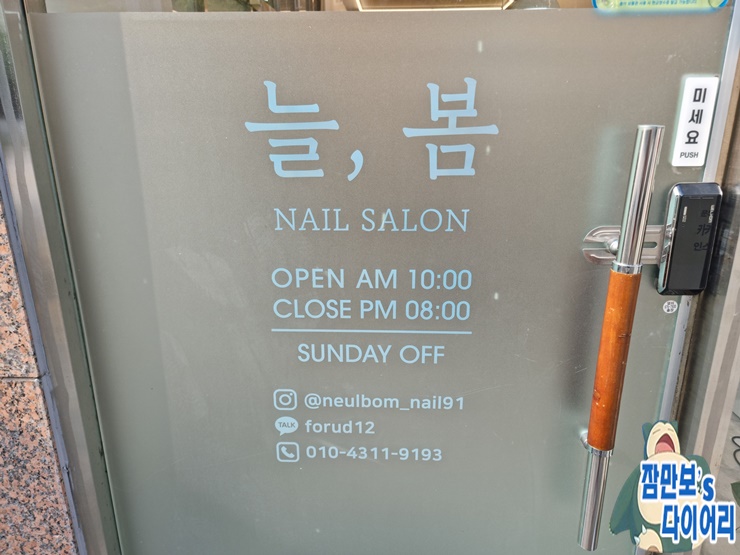 늘, 봄
NAIL SALON
OPEN AM 10:00
CLOSE PM 08:00
SUNDAY OFF
@neulbom_nail91
TALK forud12
010-4311-9193
미세요
PUSH
잠만보's
다이어리